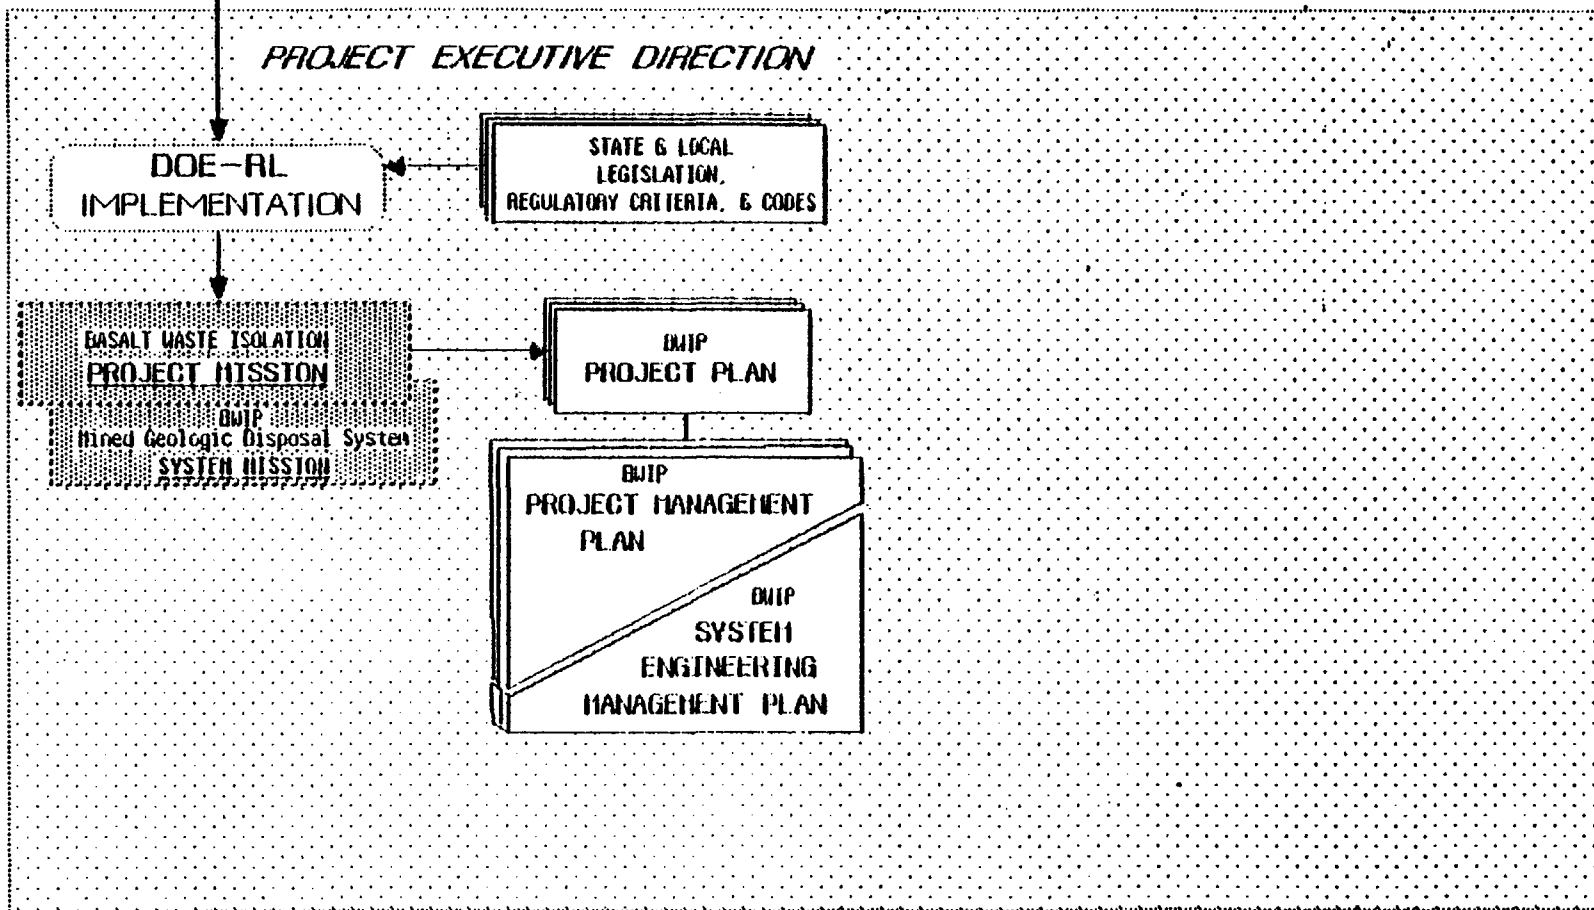 PROJECT EXECUTIVE DIRECTION
DOE-RL
IMPLEMENTATION
STATE & LOCAL
LEGISLATION,
REGULATORY CRITERIA, & CODES
BASALT WASTE ISOLATION
PROJECT MISSION
BWIP
Mined Geologic Disposal System
SYSTEM MISSION
BWIP
PROJECT PLAN
BWIP
PROJECT MANAGEMENT
PLAN
BWIP
SYSTEM
ENGINEERING
MANAGEMENT PLAN